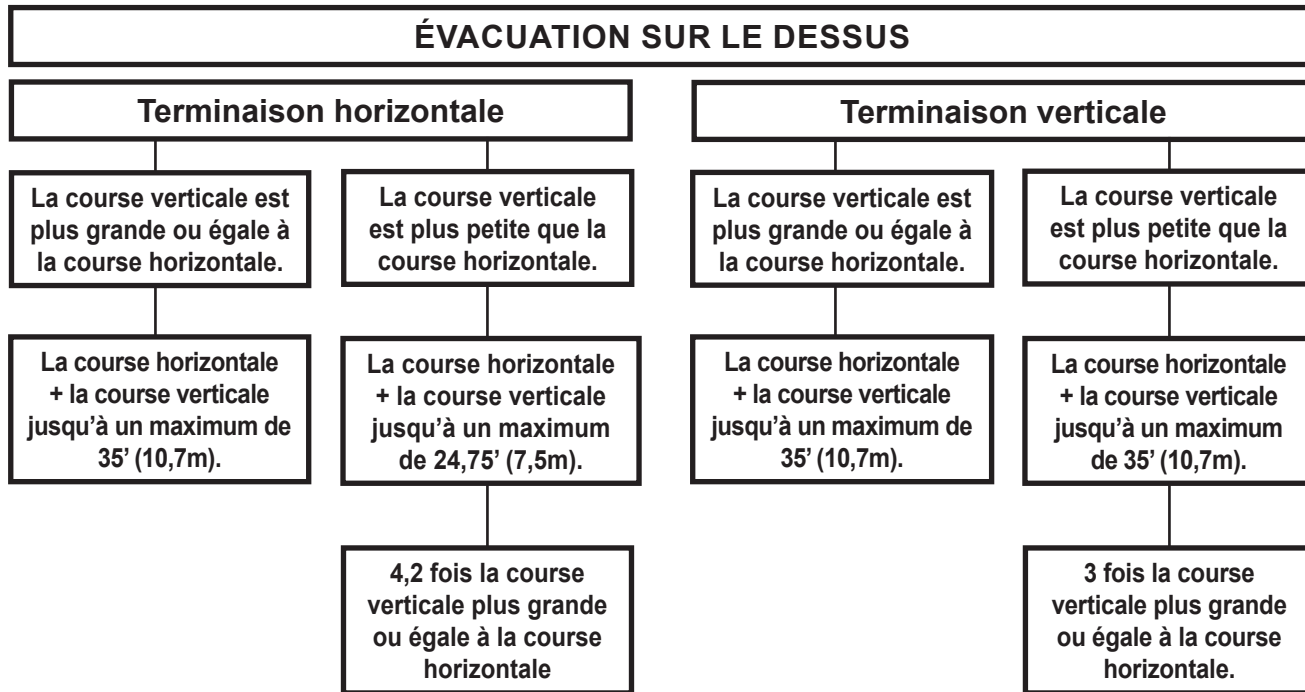 ÉVACUATION SUR LE DESSUS
Terminaison horizontale
La course verticale est
plus grande ou égale à
la course horizontale.
La course horizontale
+ la course verticale
jusqu’à un maximum de
35’ (10,7m).
La course verticale
est plus petite que la
course horizontale.
La course horizontale
+ la course verticale
jusqu’à un maximum
de 24,75’ (7,5m).
4,2 fois la course
verticale plus grande
ou égale à la course
horizontale
Terminaison verticale
La course verticale est
plus grande ou égale à
la course horizontale.
La course horizontale
+ la course verticale
jusqu’à un maximum de
35’ (10,7m).
La course verticale
est plus petite que la
course horizontale.
La course horizontale
+ la course verticale
jusqu’à un maximum
de 35’ (10,7m).
3 fois la course
verticale plus grande
ou égale à la course
horizontale.